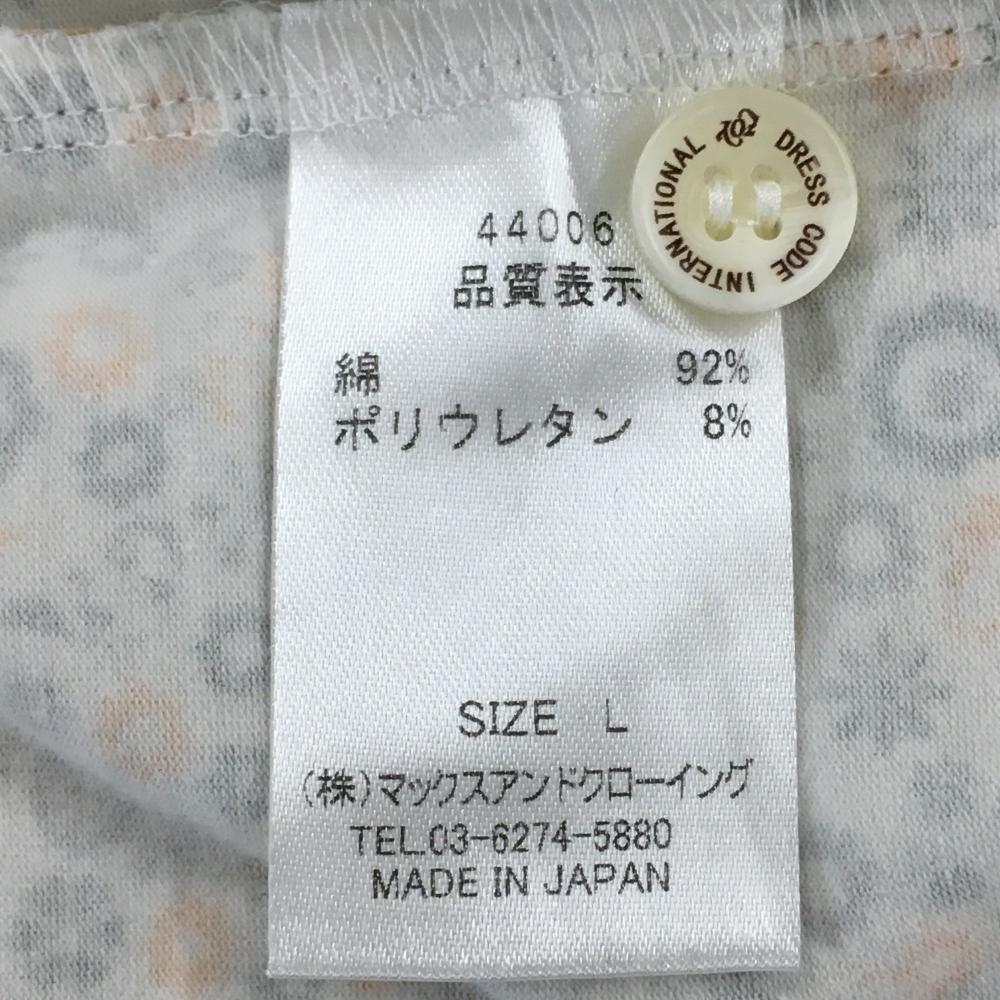 44006
品質表示
綿 92%
ポリウレタン 8%
SIZE L
(株)マックスアンドクローイング
TEL.03-6274-5880
MADE IN JAPAN
DRESS CODE INTERNATIONAL